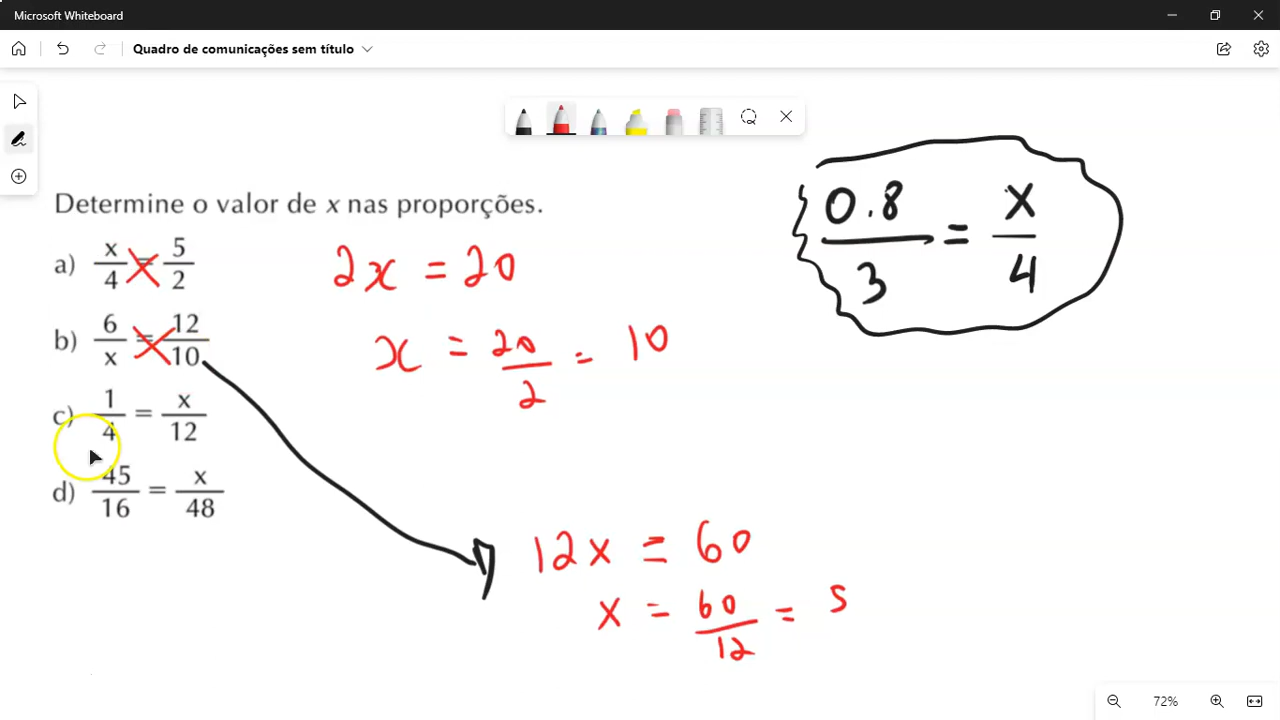 Microsoft Whiteboard
Quadro de comunicações sem título
Determine o valor de x nas proporções.
a) x/4 = 5/2
2x = 20
x = 20/2 = 10
b) 6/x = 12/10
c) 1/4 = x/12
d) 45/16 = x/48
0.8/3 = x/4
12x = 60
x = 60/12 = 5
72%